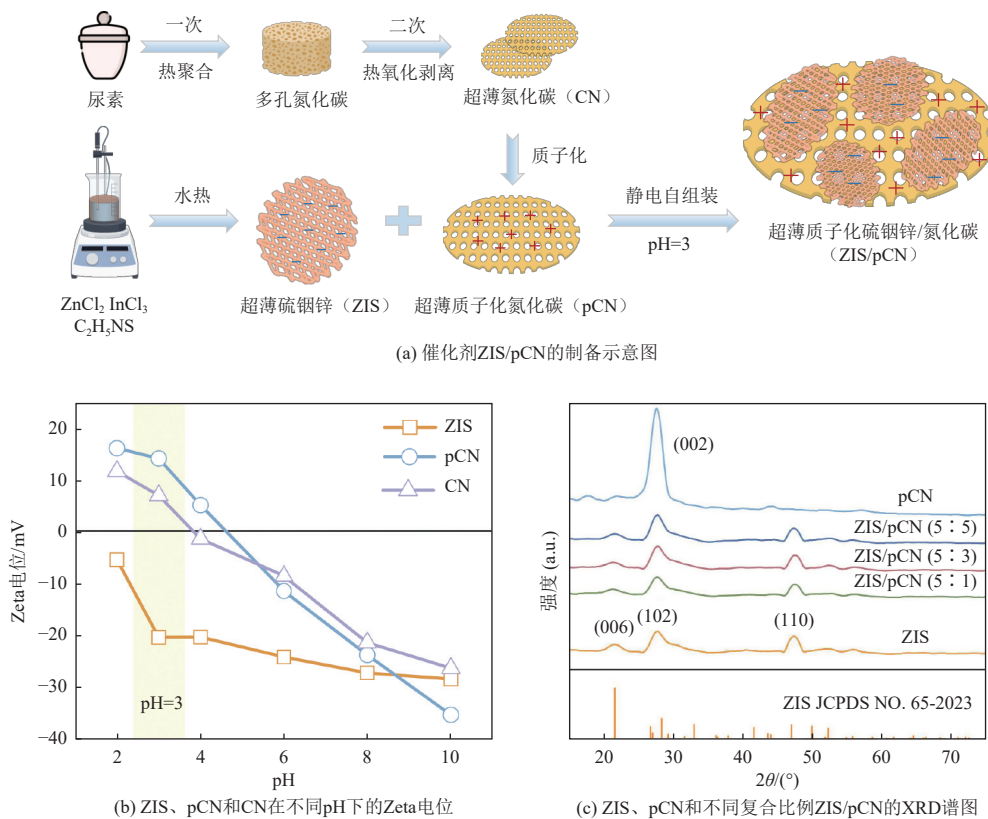 一次
热聚合
二次
热氧化剥离
尿素
多孔氮化碳
超薄氮化碳（CN）
质子化
水热
静电自组装
pH=3
ZnCl₂ InCl₃
C₂H₅NS
超薄硫铟锌（ZIS）
超薄质子化氮化碳（pCN）
超薄质子化硫铟锌/氮化碳
（ZIS/pCN）
(a) 催化剂ZIS/pCN的制备示意图
Zeta电位/mV
20
10
0
−10
−20
−30
−40
ZIS
pCN
CN
pH=3
2
4
6
8
10
pH
(b) ZIS、pCN和CN在不同pH下的Zeta电位
强度 (a.u.)
(002)
pCN
ZIS/pCN (5∶5)
ZIS/pCN (5∶3)
ZIS/pCN (5∶1)
(006)
(102)
(110)
ZIS
ZIS JCPDS NO. 65-2023
20
30
40
50
60
70
2θ/(°)
(c) ZIS、pCN和不同复合比例ZIS/pCN的XRD谱图